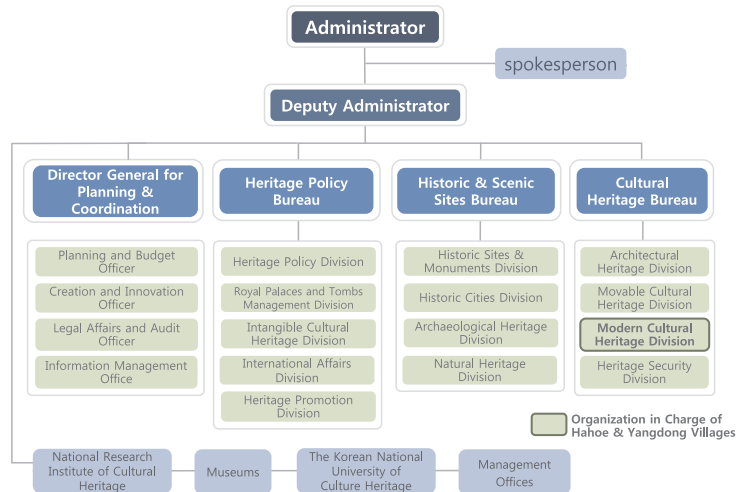 Administrator
spokesperson
Deputy Administrator
Director General for
Planning &
Coordination
Heritage Policy
Bureau
Historic & Scenic
Sites Bureau
Cultural
Heritage Bureau
Planning and Budget
Officer
Creation and Innovation
Officer
Legal Affairs and Audit
Officer
Information Management
Office
Heritage Policy Division
Royal Palaces and Tombs
Management Division
Intangible Cultural
Heritage Division
International Affairs
Division
Heritage Promotion
Division
Historic Sites &
Monuments Division
Historic Cities Division
Archaeological Heritage
Division
Natural Heritage
Division
Architectural
Heritage Division
Movable Cultural
Heritage Division
Modern Cultural
Heritage Division
Heritage Security
Division
Organization in Charge of
Hahoe & Yangdong Villages
National Research
Institute of Cultural
Heritage
Museums
The Korean National
University of
Culture Heritage
Management
Offices